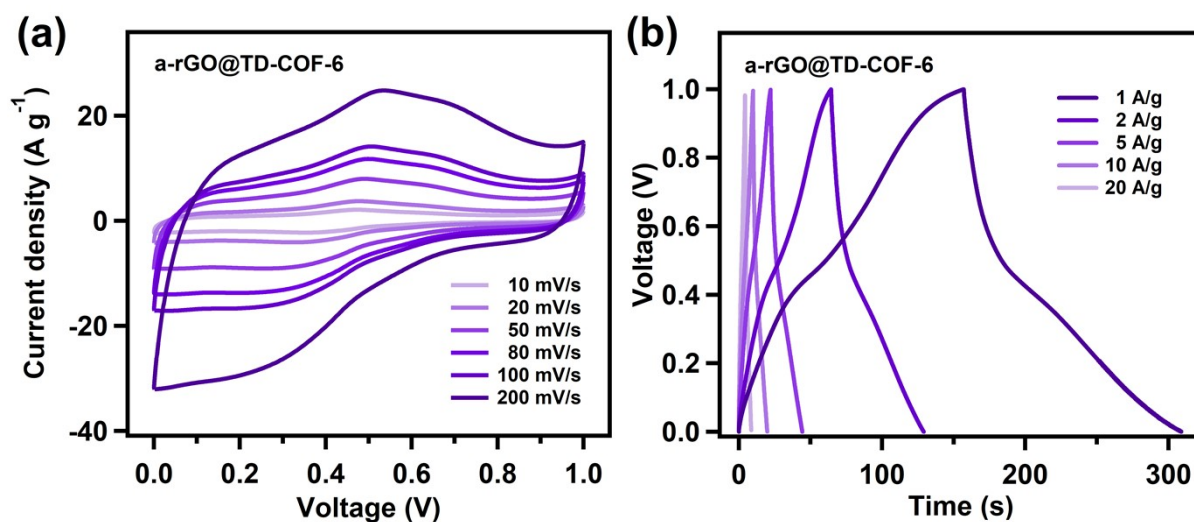 (a)
a-rGO@TD-COF-6
Current density (A g⁻¹)
20
0
-20
-40
10 mV/s
20 mV/s
50 mV/s
80 mV/s
100 mV/s
200 mV/s
0.0 0.2 0.4 0.6 0.8 1.0
Voltage (V)
(b)
a-rGO@TD-COF-6
Voltage (V)
1.0
0.8
0.6
0.4
0.2
0.0
1 A/g
2 A/g
5 A/g
10 A/g
20 A/g
0 100 200 300
Time (s)